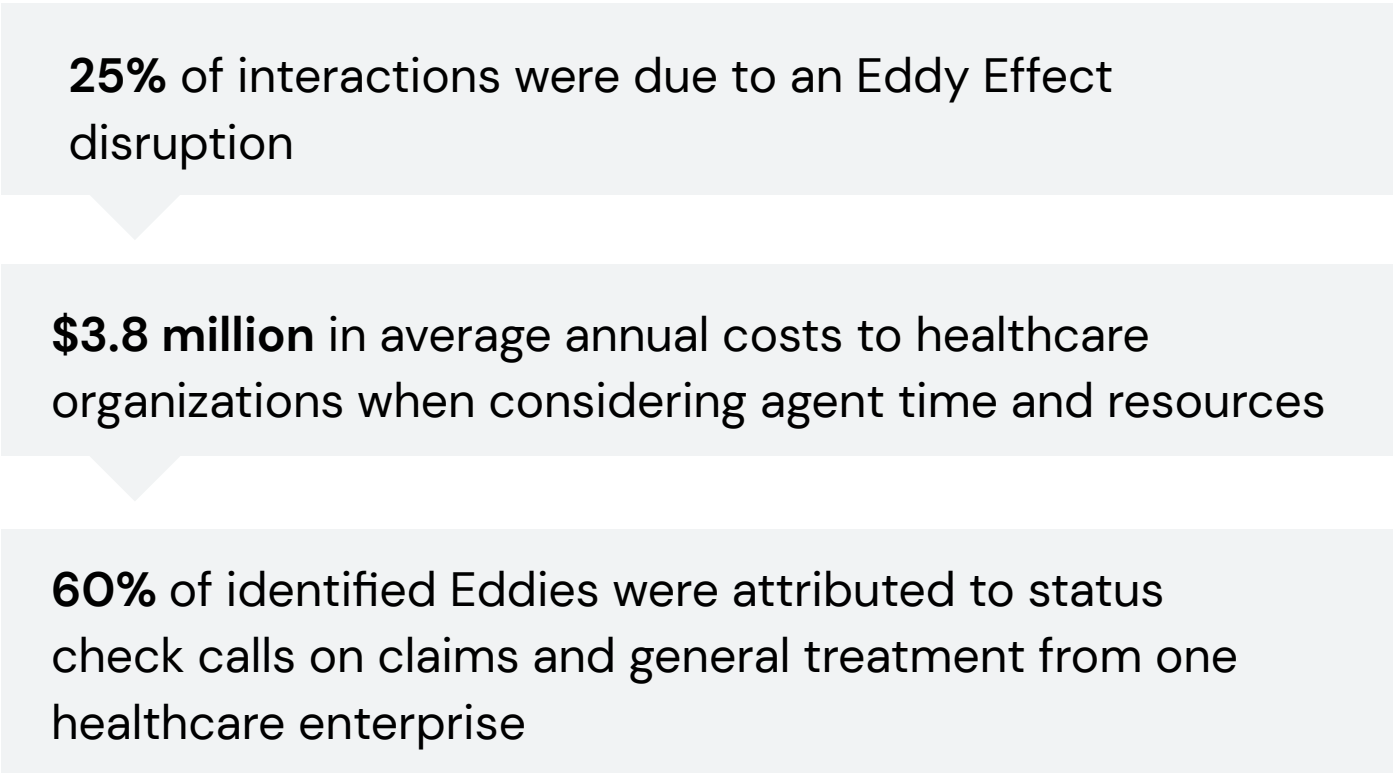 25% of interactions were due to an Eddy Effect
disruption
$3.8 million in average annual costs to healthcare
organizations when considering agent time and resources
60% of identified Eddies were attributed to status
check calls on claims and general treatment from one
healthcare enterprise